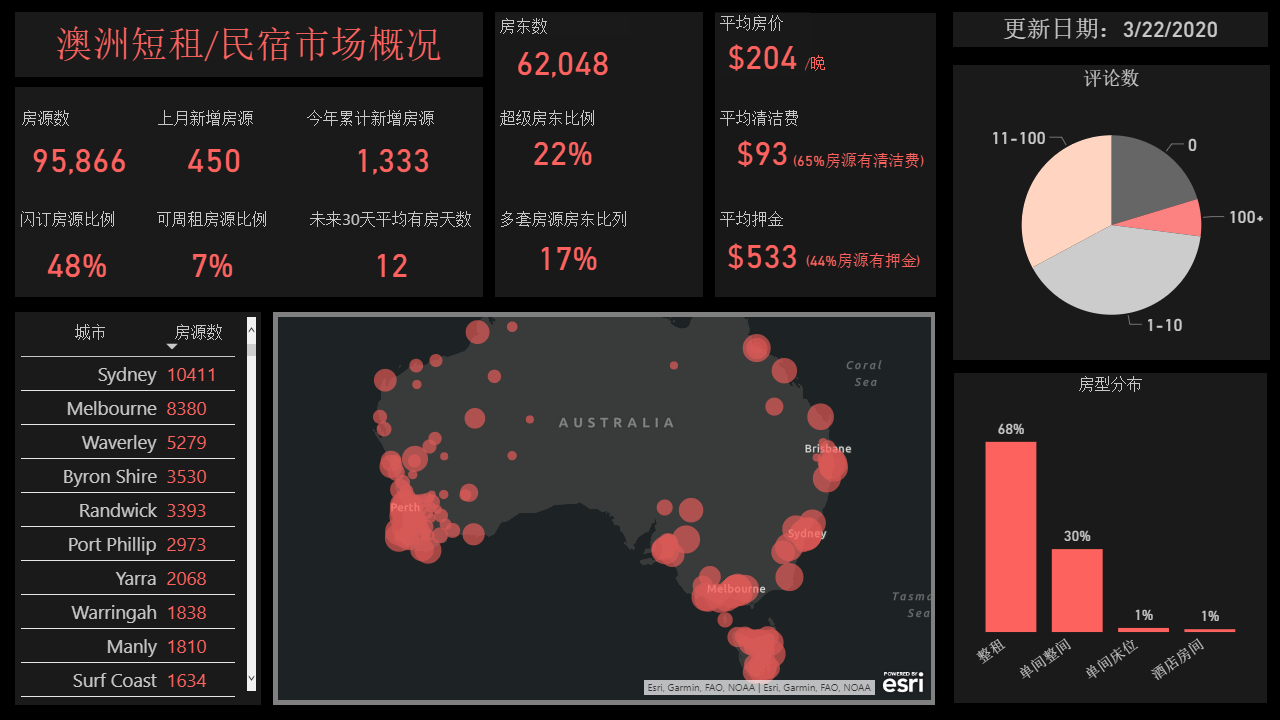 澳洲短租/民宿市场概况
房源数
上月新增房源
今年累计新增房源
95,866
450
1,333
闪订房源比例
可周租房源比例
未来30天平均有房天数
48%
7%
12
房东数
62,048
超级房东比例
22%
多套房源房东比列
17%
平均房价
$204 /晚
平均清洁费
$93 (65%房源有清洁费)
平均押金
$533 (44%房源有押金)
更新日期：3/22/2020
评论数
11-100
0
100+
1-10
城市 房源数
Sydney 10411
Melbourne 8380
Waverley 5279
Byron Shire 3530
Randwick 3393
Port Phillip 2973
Yarra 2068
Warringah 1838
Manly 1810
Surf Coast 1634
Coral
Sea
AUSTRALIA
Brisbane
Perth
Sydney
Melbourne
Tasma
Sea
POWERED BY
esri
Esri, Garmin, FAO, NOAA | Esri, Garmin, FAO, NOAA
房型分布
68%
30%
1%
1%
整租
单间整间
单间床位
酒店房间